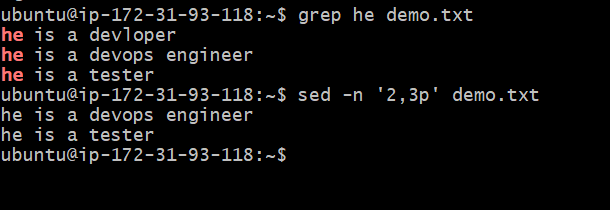 ubuntu@ip-172-31-93-118:~$ grep he demo.txt
he is a devloper
he is a devops engineer
he is a tester
ubuntu@ip-172-31-93-118:~$ sed -n '2,3p' demo.txt
he is a devops engineer
he is a tester
ubuntu@ip-172-31-93-118:~$